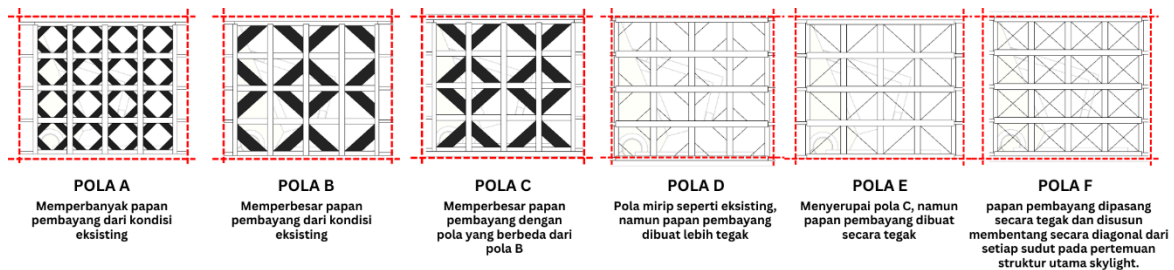 POLA A
Memperbanyak papan
pembayang dari kondisi
eksisting
POLA B
Memperbesar papan
pembayang dari kondisi
eksisting
POLA C
Memperbesar papan
pembayang dengan
pola yang berbeda dari
pola B
POLA D
Pola mirip seperti eksisting,
namun papan pembayang
dibuat lebih tegak
POLA E
Menyerupai pola C, namun
papan pembayang dibuat
secara tegak
POLA F
papan pembayang dipasang
secara tegak dan disusun
membentang secara diagonal dari
setiap sudut pada pertemuan
struktur utama skylight.